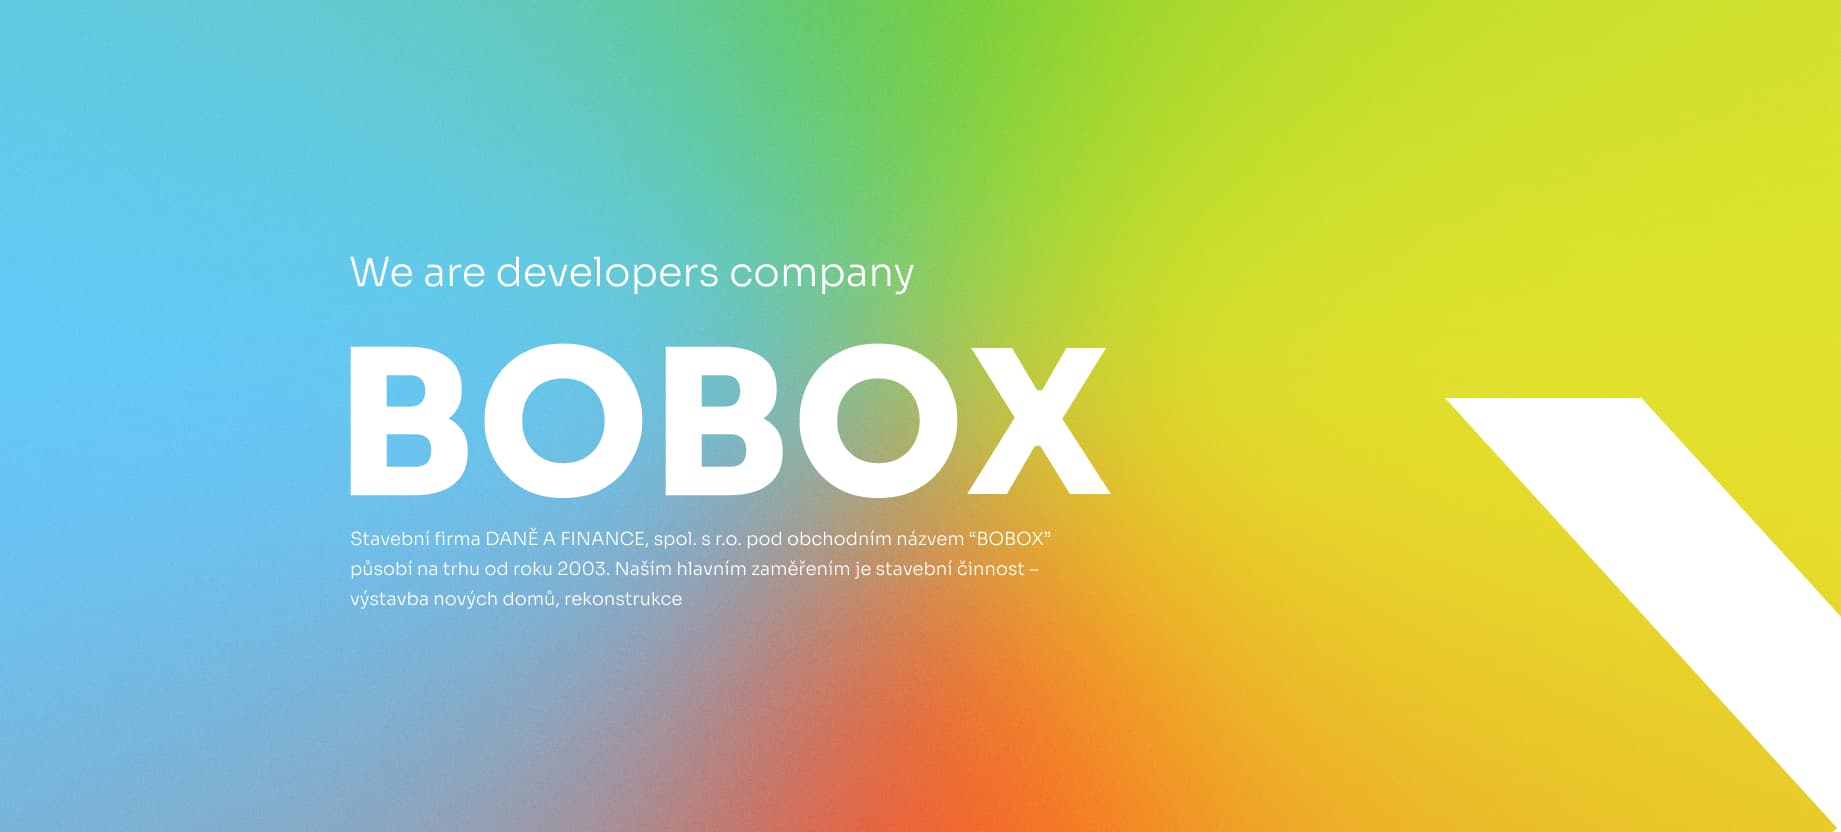 We are developers company
BOBOX
Stavební firma DANĚ A FINANCE, spol. s r.o. pod obchodním názvem “BOBOX”
působí na trhu od roku 2003. Naším hlavním zaměřením je stavební činnost –
výstavba nových domů, rekonstrukce